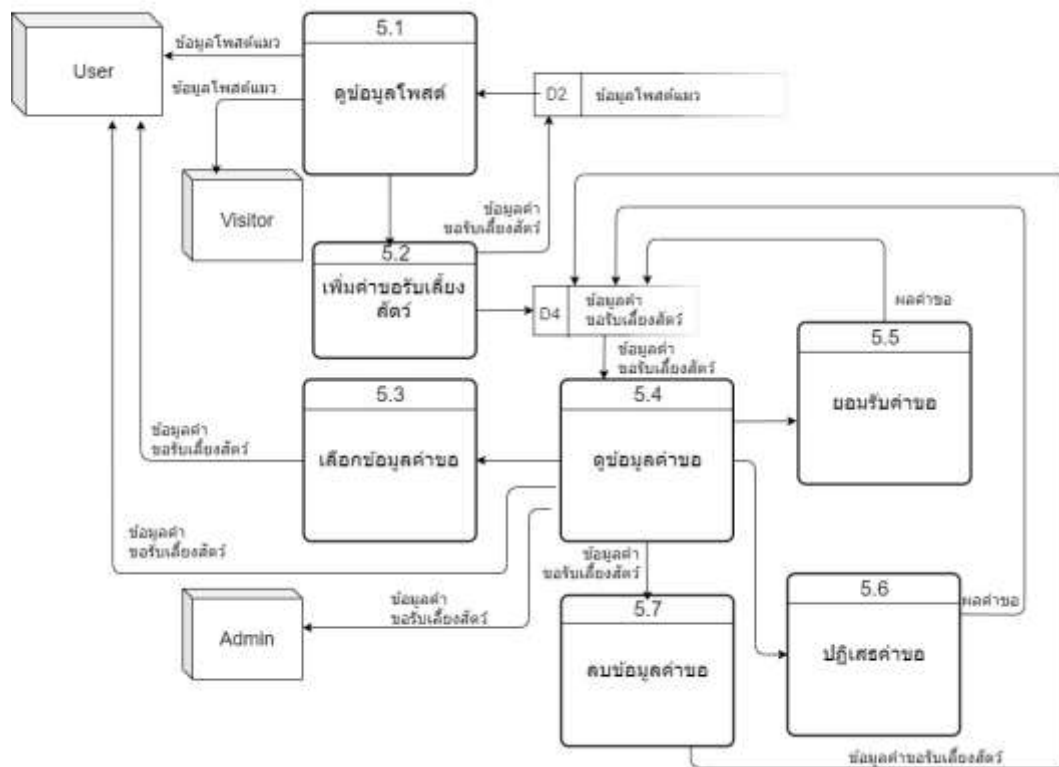 5.1
User
ข้อมูลโพสต์แมว
ดูข้อมูลโพสต์
ข้อมูลโพสต์แมว
D2
ข้อมูลโพสต์แมว
Visitor
ข้อมูลคำ
ขอรับเลี้ยงสัตว์
5.2
เพิ่มคำขอรับเลี้ยง
สัตว์
D4
ข้อมูลคำ
ขอรับเลี้ยงสัตว์
ผลคำขอ
5.5
ยอมรับคำขอ
ข้อมูลคำ
ขอรับเลี้ยงสัตว์
5.3
เลือกข้อมูลคำขอ
5.4
ดูข้อมูลคำขอ
ข้อมูลคำ
ขอรับเลี้ยงสัตว์
ข้อมูลคำ
ขอรับเลี้ยงสัตว์
ข้อมูลคำ
ขอรับเลี้ยงสัตว์
5.6
ผลคำขอ
ปฏิเสธคำขอ
Admin
ข้อมูลคำ
ขอรับเลี้ยงสัตว์
5.7
ลบข้อมูลคำขอ
ข้อมูลคำขอรับเลี้ยงสัตว์